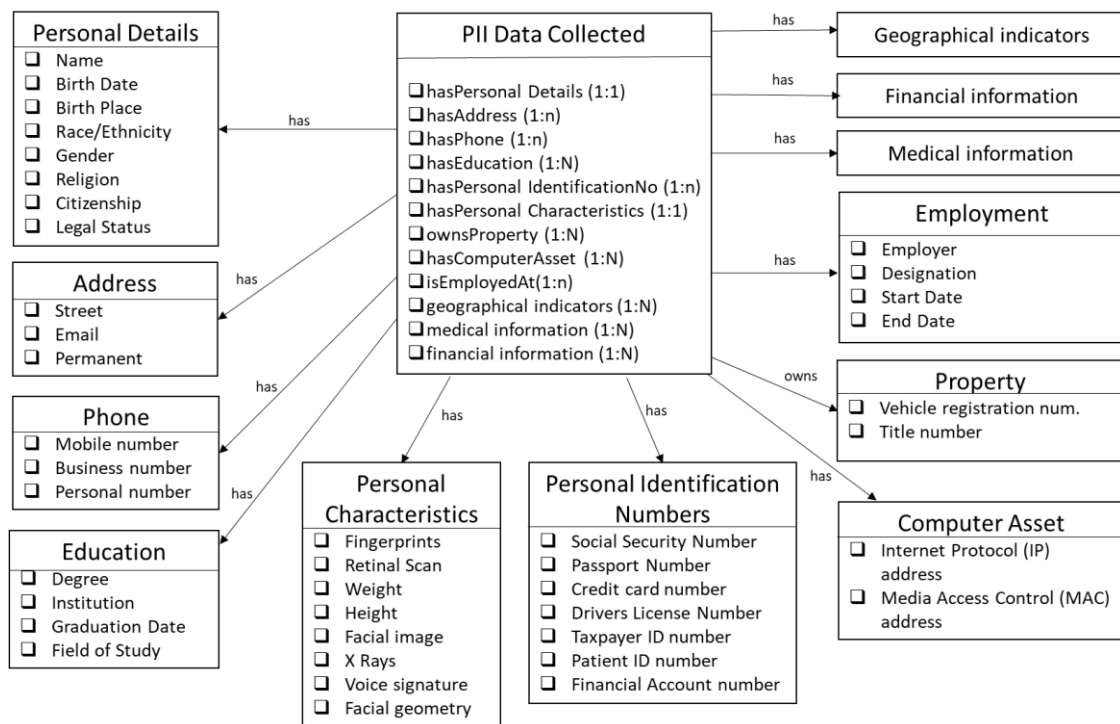 Personal Details
❑ Name
❑ Birth Date
❑ Birth Place
❑ Race/Ethnicity
❑ Gender
❑ Religion
❑ Citizenship
❑ Legal Status
has
Address
❑ Street
❑ Email
❑ Permanent
has
Phone
❑ Mobile number
❑ Business number
❑ Personal number
has
Education
❑ Degree
❑ Institution
❑ Graduation Date
❑ Field of Study
has
PII Data Collected
❑hasPersonal Details (1:1)
❑hasAddress (1:n)
❑hasPhone (1:n)
❑hasEducation (1:N)
❑hasPersonal IdentificationNo (1:n)
❑hasPersonal Characteristics (1:1)
❑ownsProperty (1:N)
❑hasComputerAsset (1:N)
❑isEmployedAt(1:n)
❑geographical indicators (1:N)
❑medical information (1:N)
❑financial information (1:N)
has
Personal
Characteristics
❑ Fingerprints
❑ Retinal Scan
❑ Weight
❑ Height
❑ Facial image
❑ X Rays
❑ Voice signature
❑ Facial geometry
has
Personal Identification
Numbers
❑ Social Security Number
❑ Passport Number
❑ Credit card number
❑ Drivers License Number
❑ Taxpayer ID number
❑ Patient ID number
❑ Financial Account number
has
Geographical indicators
has
Financial information
has
Medical information
has
Employment
❑ Employer
❑ Designation
❑ Start Date
❑ End Date
owns
Property
❑ Vehicle registration num.
❑ Title number
has
Computer Asset
❑ Internet Protocol (IP)
address
❑ Media Access Control (MAC)
address